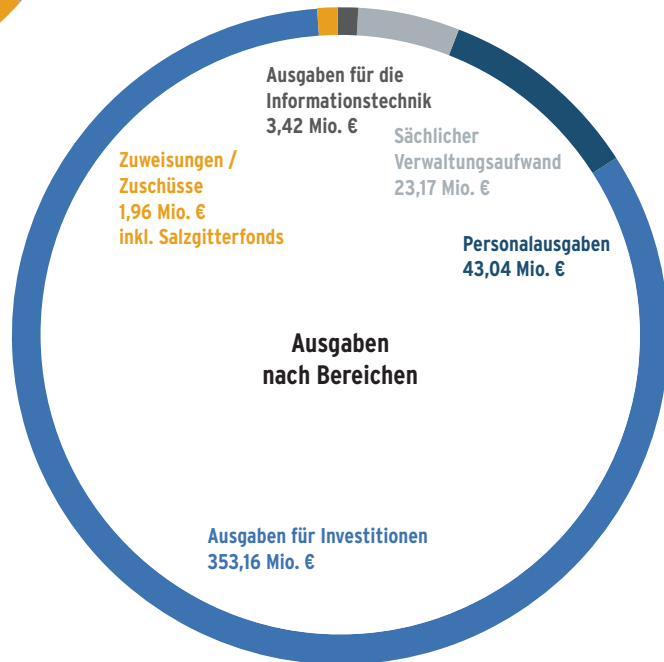 Ausgaben für die
Informationstechnik
3,42 Mio. €
Sächlicher
Verwaltungsaufwand
23,17 Mio. €
Zuweisungen /
Zuschüsse
1,96 Mio. €
inkl. Salzgitterfonds
Personalausgaben
43,04 Mio. €
Ausgaben
nach Bereichen
Ausgaben für Investitionen
353,16 Mio. €